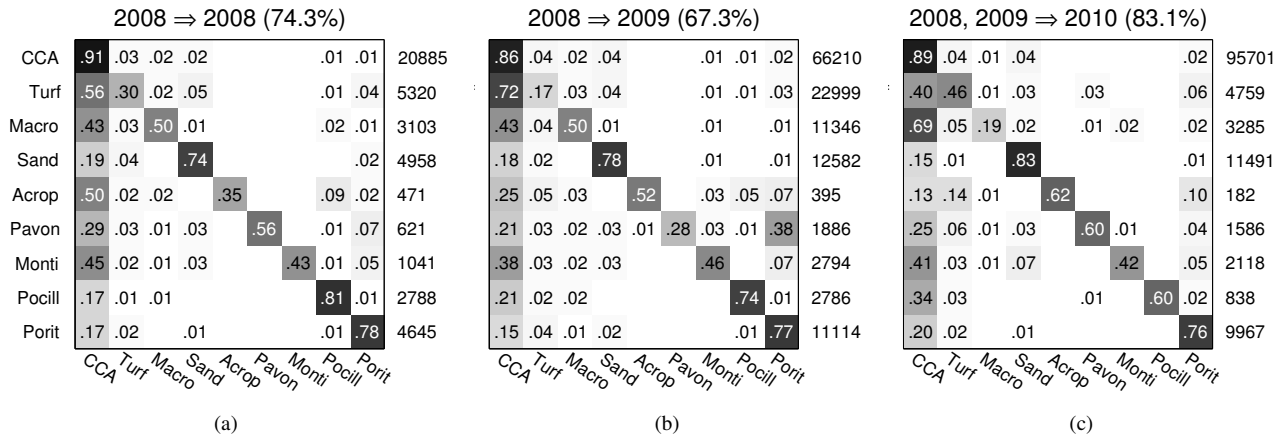 2008 ⇒ 2008 (74.3%)
CCA .91 .03 .02 .02 .01 .01 20885
Turf .56 .30 .02 .05 .01 .04 5320
Macro .43 .03 .50 .01 .02 .01 3103
Sand .19 .04 .74 .02 4958
Acrop .50 .02 .02 .35 .09 .02 471
Pavon .29 .03 .01 .03 .56 .01 .07 621
Monti .45 .02 .01 .03 .43 .01 .05 1041
Pocill .17 .01 .01 .81 .01 2788
Porit .17 .02 .01 .01 .78 4645
CCA Turf Macro Sand Acrop Pavon Monti Pocill Porit
(a)
2008 ⇒ 2009 (67.3%)
.86 .04 .02 .04 .01 .01 .02 66210
.72 .17 .03 .04 .01 .01 .03 22999
.43 .04 .50 .01 .01 .01 11346
.18 .02 .78 .01 .01 12582
.25 .05 .03 .52 .03 .05 .07 395
.21 .03 .02 .03 .01 .28 .03 .01 .38 1886
.38 .03 .02 .03 .46 .07 2794
.21 .02 .02 .74 .01 2786
.15 .04 .01 .02 .01 .77 11114
CCA Turf Macro Sand Acrop Pavon Monti Pocill Porit
(b)
2008, 2009 ⇒ 2010 (83.1%)
.89 .04 .01 .04 .02 95701
.40 .46 .01 .03 .03 .06 4759
.69 .05 .19 .02 .01 .02 .02 3285
.15 .01 .83 .01 11491
.13 .14 .01 .62 .10 182
.25 .06 .01 .03 .60 .01 .04 1586
.41 .03 .01 .07 .42 .05 2118
.34 .03 .01 .60 .02 838
.20 .02 .01 .76 9967
CCA Turf Macro Sand Acrop Pavon Monti Pocill Porit
(c)